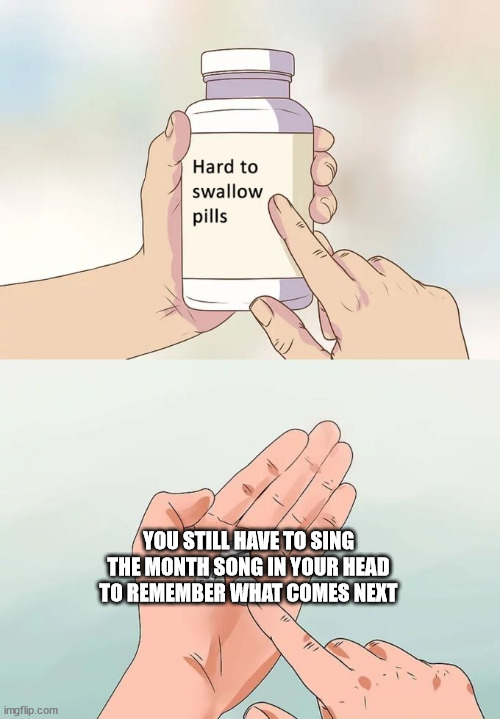 Hard to
swallow
pills
YOU STILL HAVE TO SING
THE MONTH SONG IN YOUR HEAD
TO REMEMBER WHAT COMES NEXT
imgflip.com